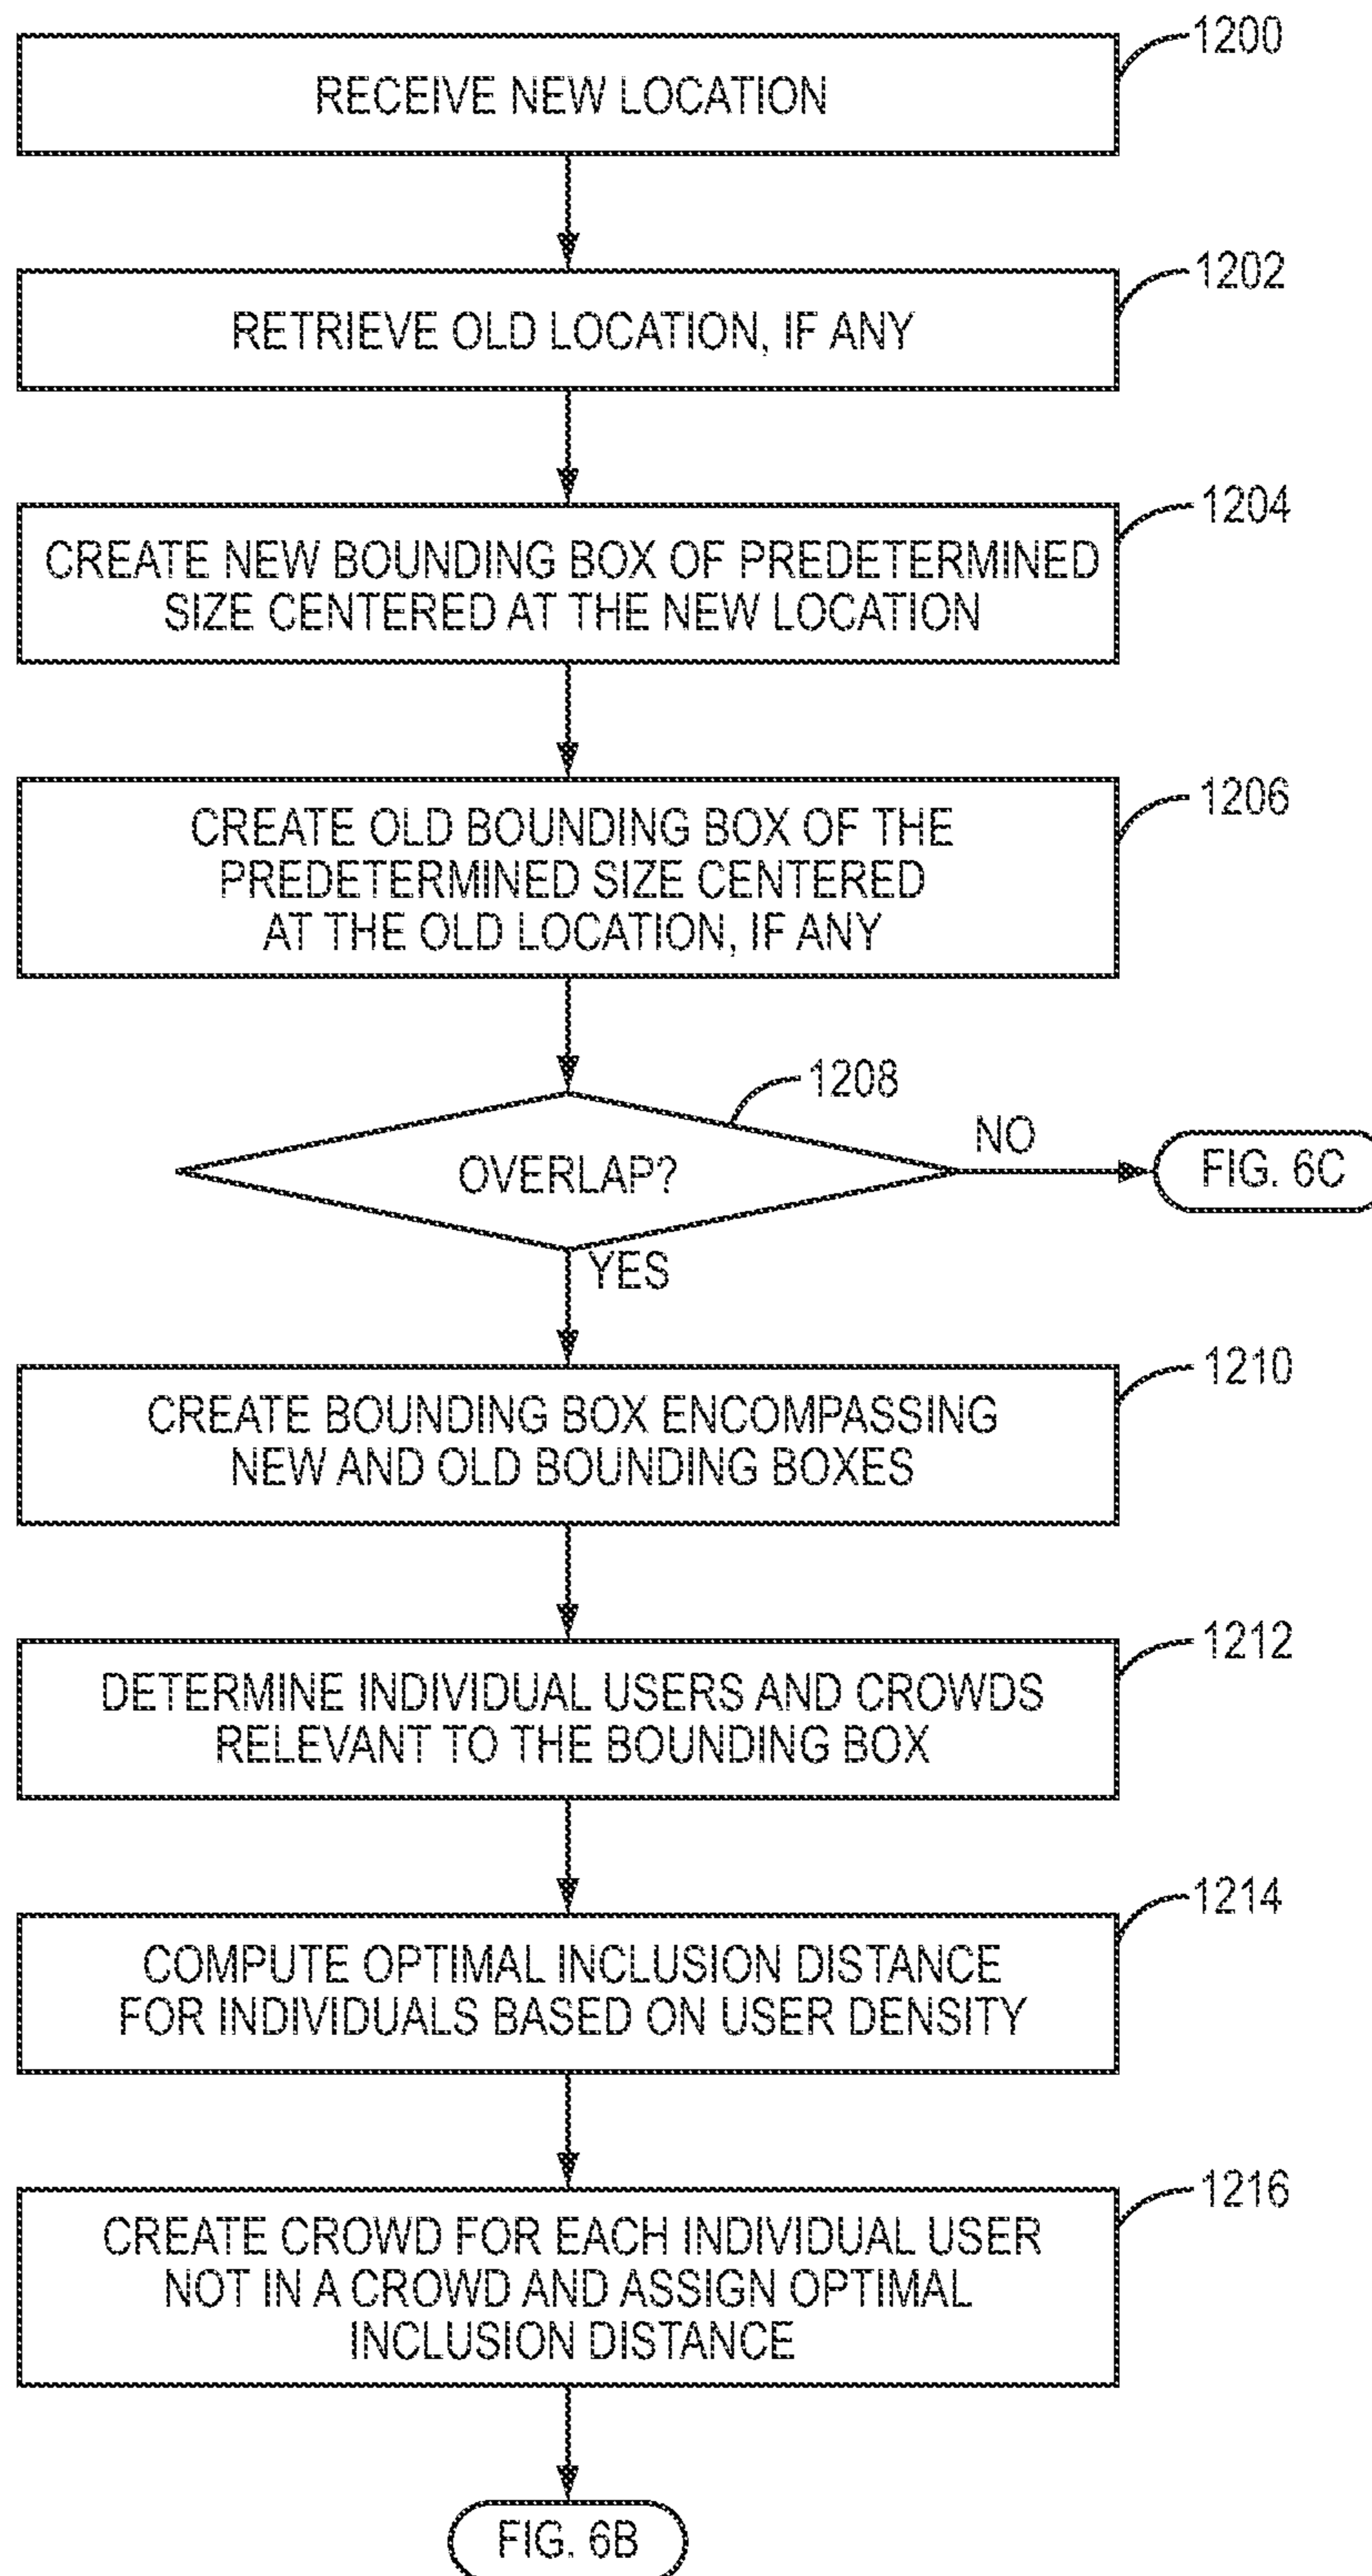 1200
RECEIVE NEW LOCATION
1202
RETRIEVE OLD LOCATION, IF ANY
1204
CREATE NEW BOUNDING BOX OF PREDETERMINED
SIZE CENTERED AT THE NEW LOCATION
1206
CREATE OLD BOUNDING BOX OF THE
PREDETERMINED SIZE CENTERED
AT THE OLD LOCATION, IF ANY
1208
OVERLAP?
NO
FIG. 6C
YES
1210
CREATE BOUNDING BOX ENCOMPASSING
NEW AND OLD BOUNDING BOXES
1212
DETERMINE INDIVIDUAL USERS AND CROWDS
RELEVANT TO THE BOUNDING BOX
1214
COMPUTE OPTIMAL INCLUSION DISTANCE
FOR INDIVIDUALS BASED ON USER DENSITY
1216
CREATE CROWD FOR EACH INDIVIDUAL USER
NOT IN A CROWD AND ASSIGN OPTIMAL
INCLUSION DISTANCE
FIG. 6B